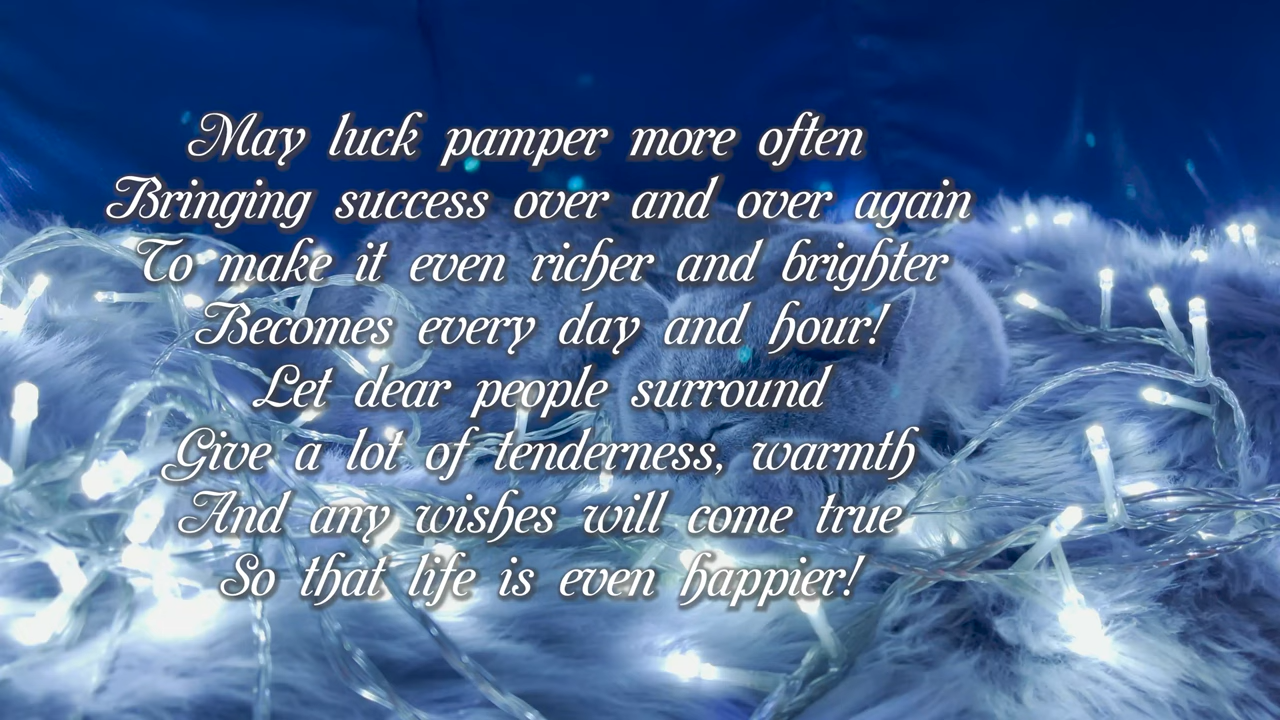 May luck pamper more often
Bringing success over and over again
To make it even richer and brighter
Becomes every day and hour!
Let dear people surround
Give a lot of tenderness, warmth
And any wishes will come true
So that life is even happier!